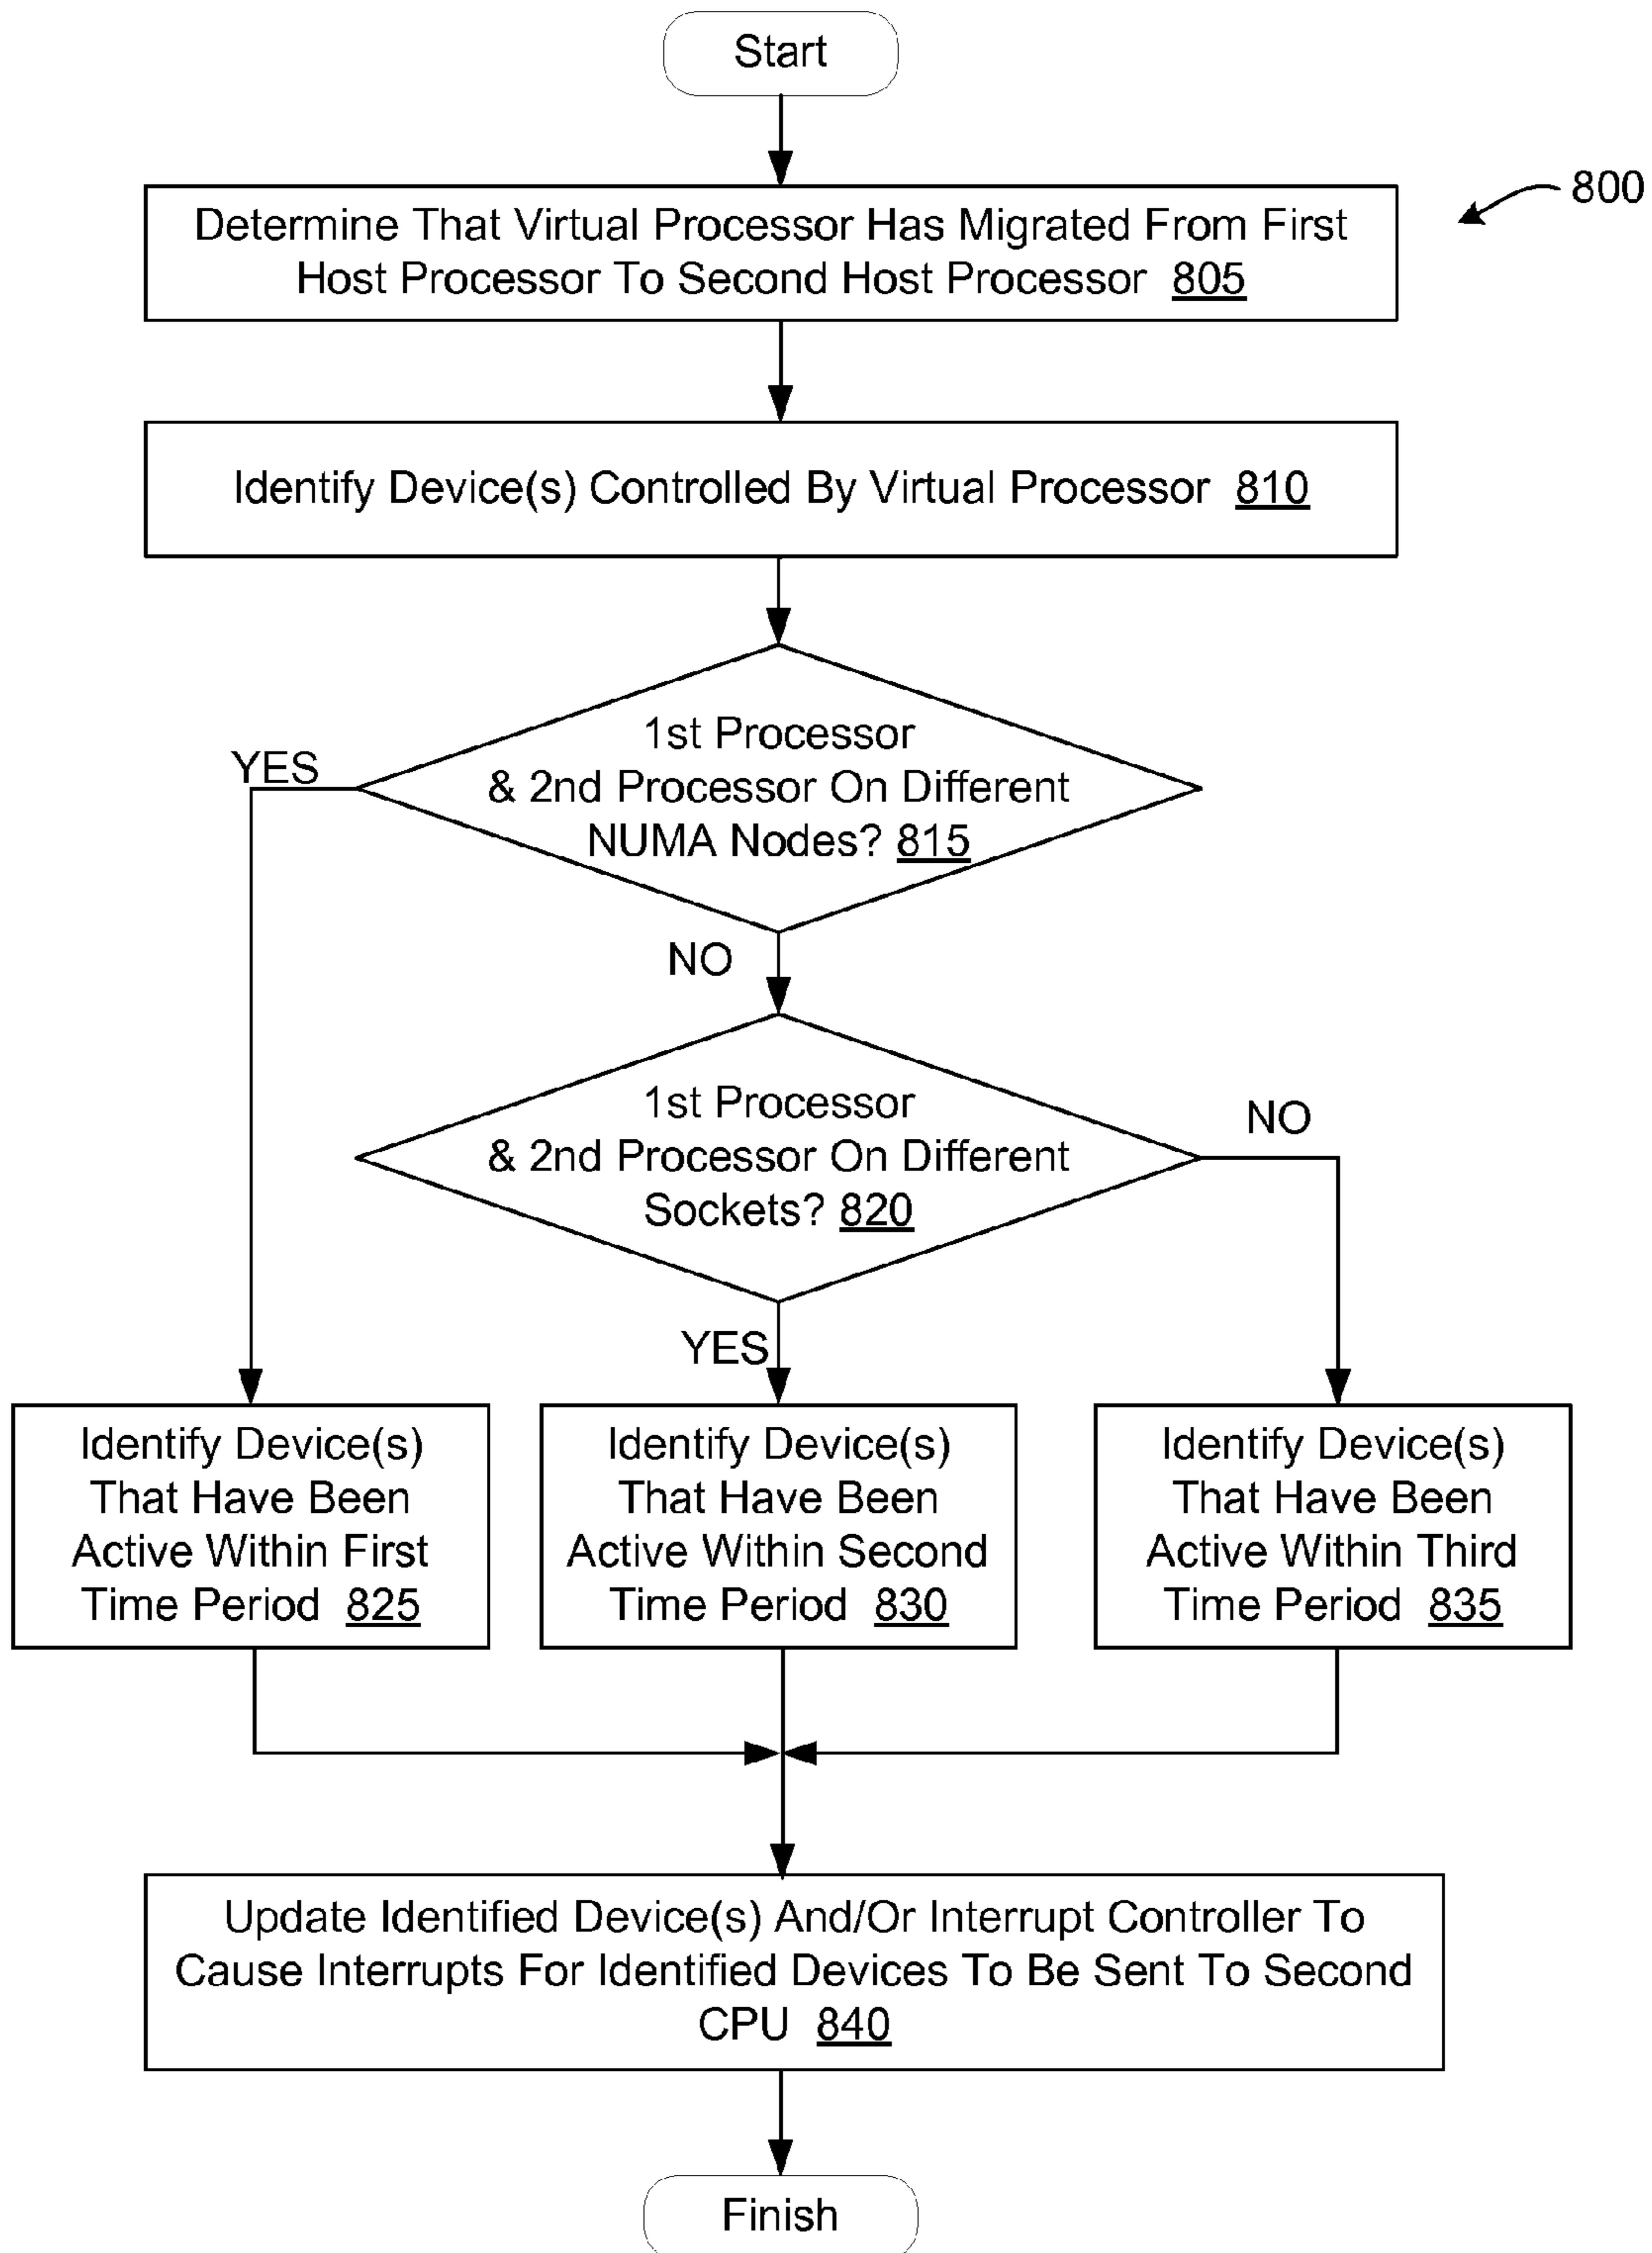 Start
800
Determine That Virtual Processor Has Migrated From First
Host Processor To Second Host Processor 805
Identify Device(s) Controlled By Virtual Processor 810
1st Processor
& 2nd Processor On Different
NUMA Nodes? 815
YES
NO
1st Processor
& 2nd Processor On Different
Sockets? 820
NO
YES
Identify Device(s)
That Have Been
Active Within First
Time Period 825
Identify Device(s)
That Have Been
Active Within Second
Time Period 830
Identify Device(s)
That Have Been
Active Within Third
Time Period 835
Update Identified Device(s) And/Or Interrupt Controller To
Cause Interrupts For Identified Devices To Be Sent To Second
CPU 840
Finish